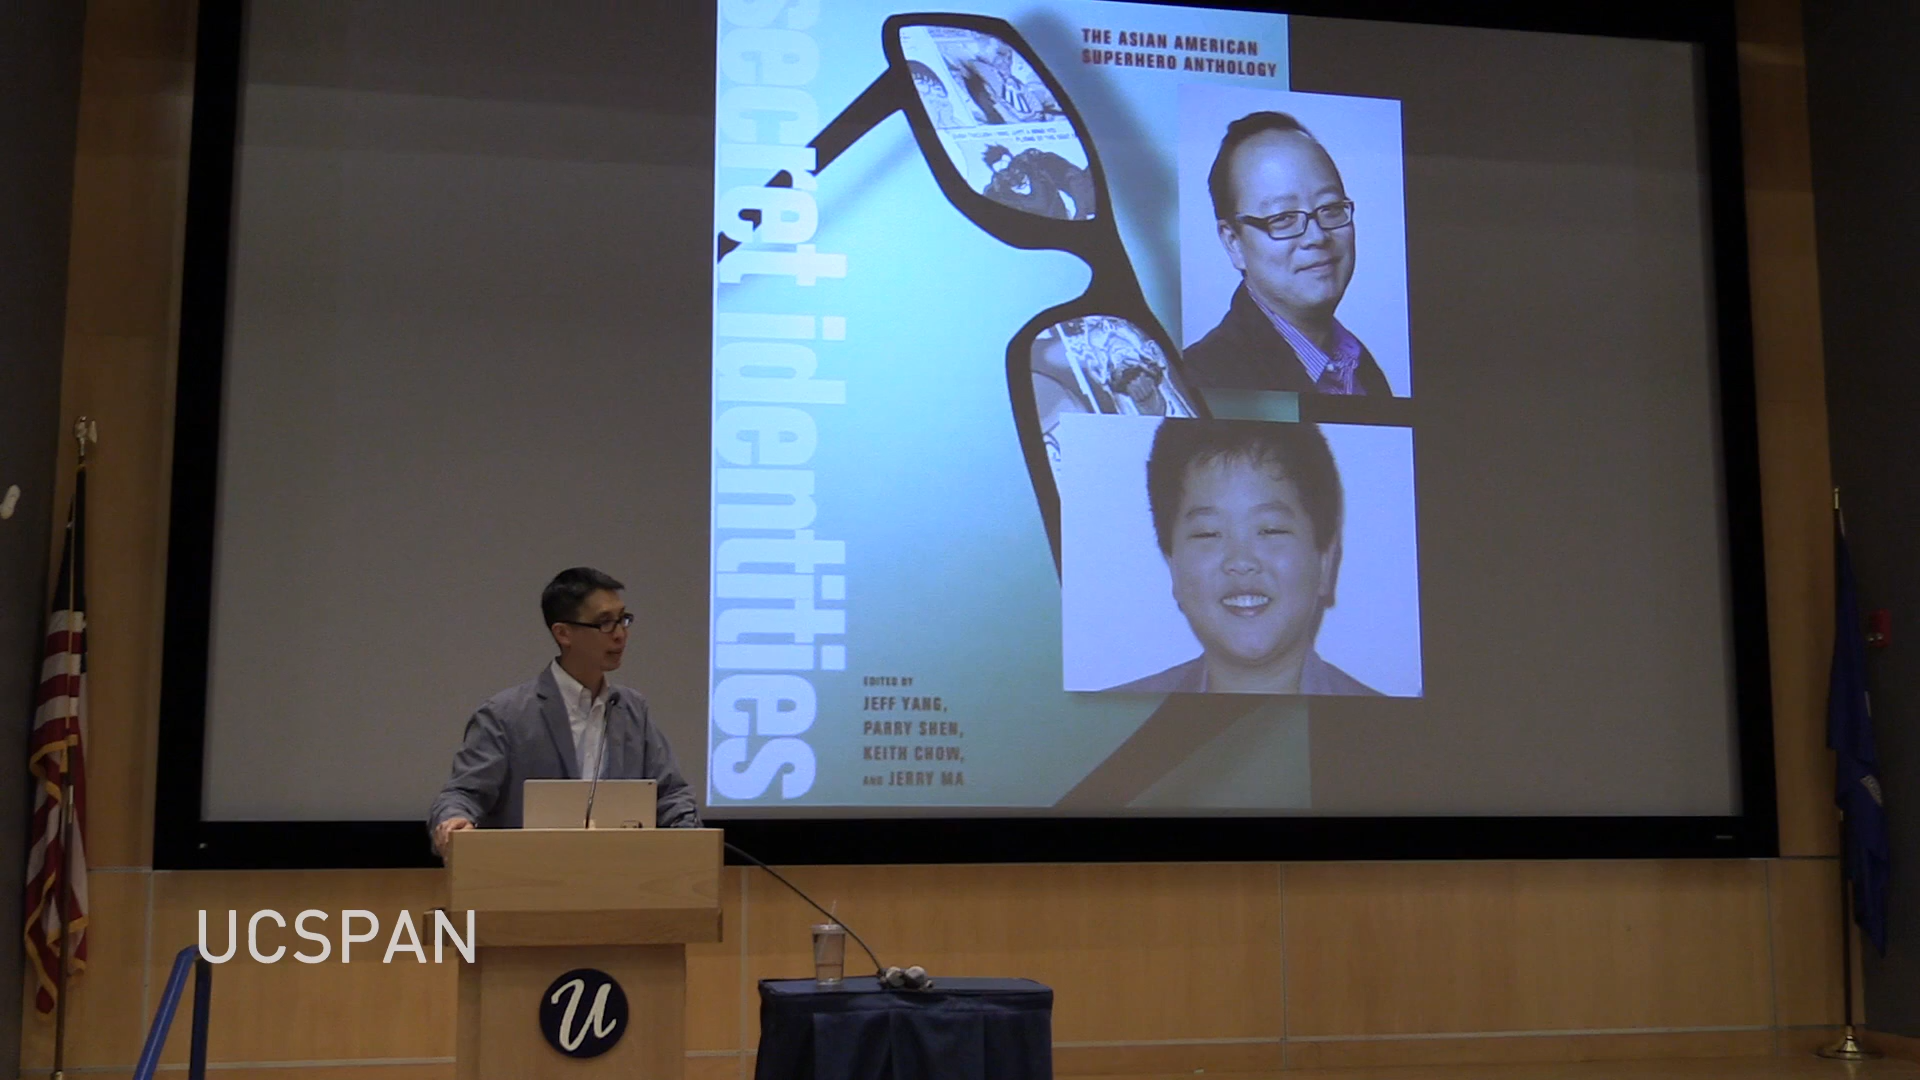 THE ASIAN AMERICAN
SUPERHERO ANTHOLOGY
secret identities
EDITED BY
JEFF YANG,
PARRY SHEN,
KEITH CHOW,
AND JERRY MA
UCSPAN
U